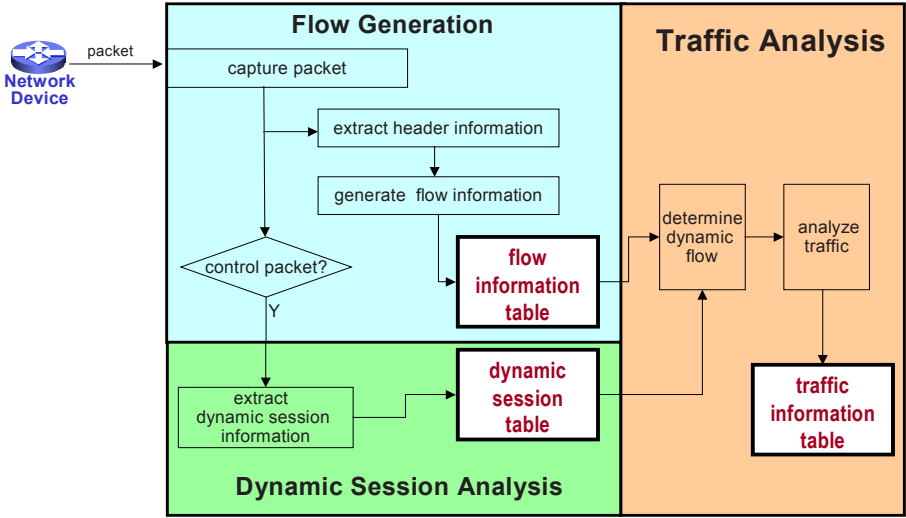 Flow Generation
Traffic Analysis
packet
Network
Device
capture packet
extract header information
generate flow information
control packet?
Y
flow
information
table
determine
dynamic
flow
analyze
traffic
extract
dynamic session
information
dynamic
session
table
traffic
information
table
Dynamic Session Analysis